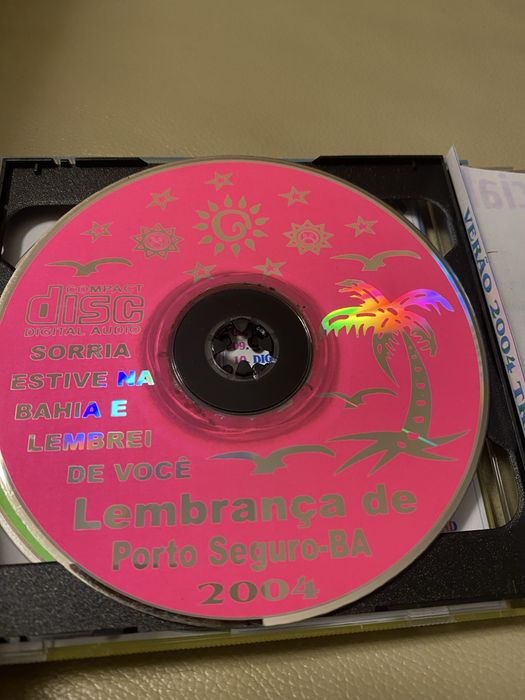 COMPACT
disc
DIGITAL AUDIO
SORRIA
ESTIVE NA
BAHIA E
LEMBREI
DE VOCÊ
Lembrança de
Porto Seguro-BA
2004
VERÃO 2004